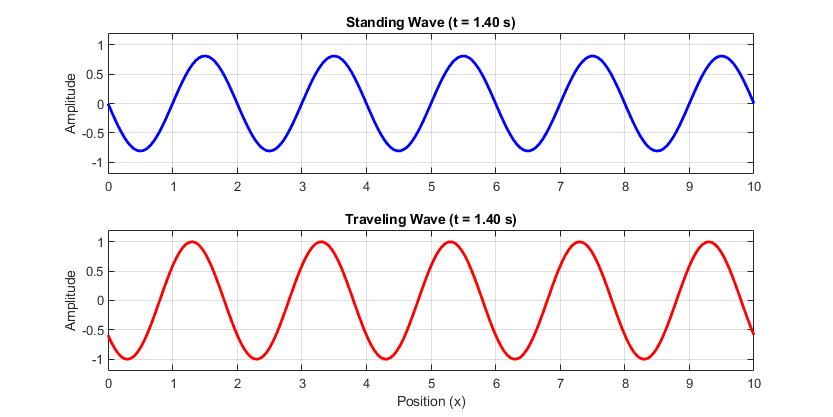 Standing Wave (t = 1.40 s)
Amplitude
1
0.5
0
-0.5
-1
0 1 2 3 4 5 6 7 8 9 10
Traveling Wave (t = 1.40 s)
Amplitude
1
0.5
0
-0.5
-1
0 1 2 3 4 5 6 7 8 9 10
Position (x)